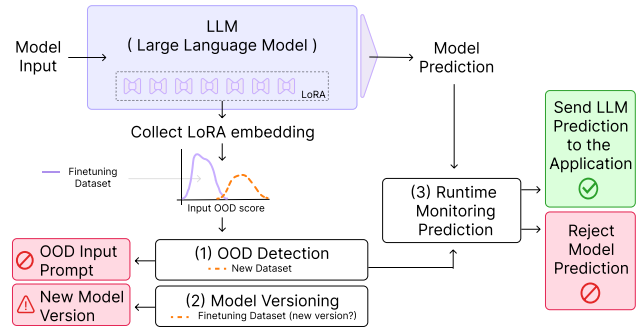 LLM
( Large Language Model )
Model
Input
LoRA
Model
Prediction
Collect LoRA embedding
Finetuning
Dataset
Input OOD score
Send LLM
Prediction
to the
Application
(3) Runtime
Monitoring
Prediction
Reject
Model
Prediction
OOD Input
Prompt
(1) OOD Detection
New Dataset
New Model
Version
(2) Model Versioning
Finetuning Dataset (new version?)